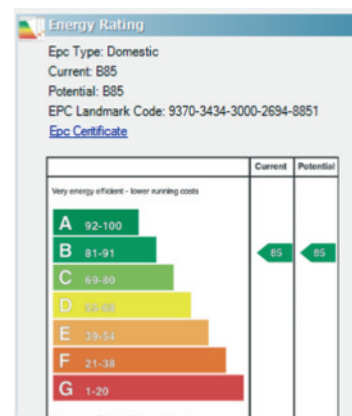 Energy Rating
Epc Type: Domestic
Current: B85
Potential: B85
EPC Landmark Code: 9370-3434-3000-2694-8851
Epc Certificate
Current Potential
Very energy efficient - lower running costs
A 92-100
B 81-91 85 85
C 69-80
D
E 39-54
F 21-38
G 1-20